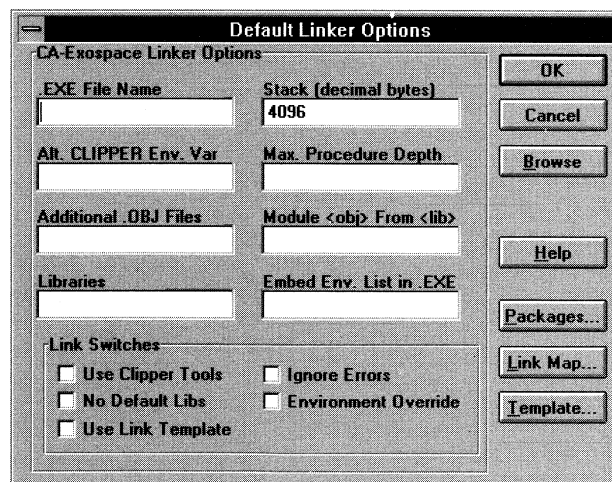 Default Linker Options
CA-Exospace Linker Options
.EXE File Name
Stack (decimal bytes)
4096
Alt. CLIPPER Env. Var
Max. Procedure Depth
Additional .OBJ Files
Module <obj> From <lib>
Libraries
Embed Env. List in .EXE
Link Switches
Use Clipper Tools
Ignore Errors
No Default Libs
Environment Override
Use Link Template
OK
Cancel
Browse
Help
Packages...
Link Map...
Template...